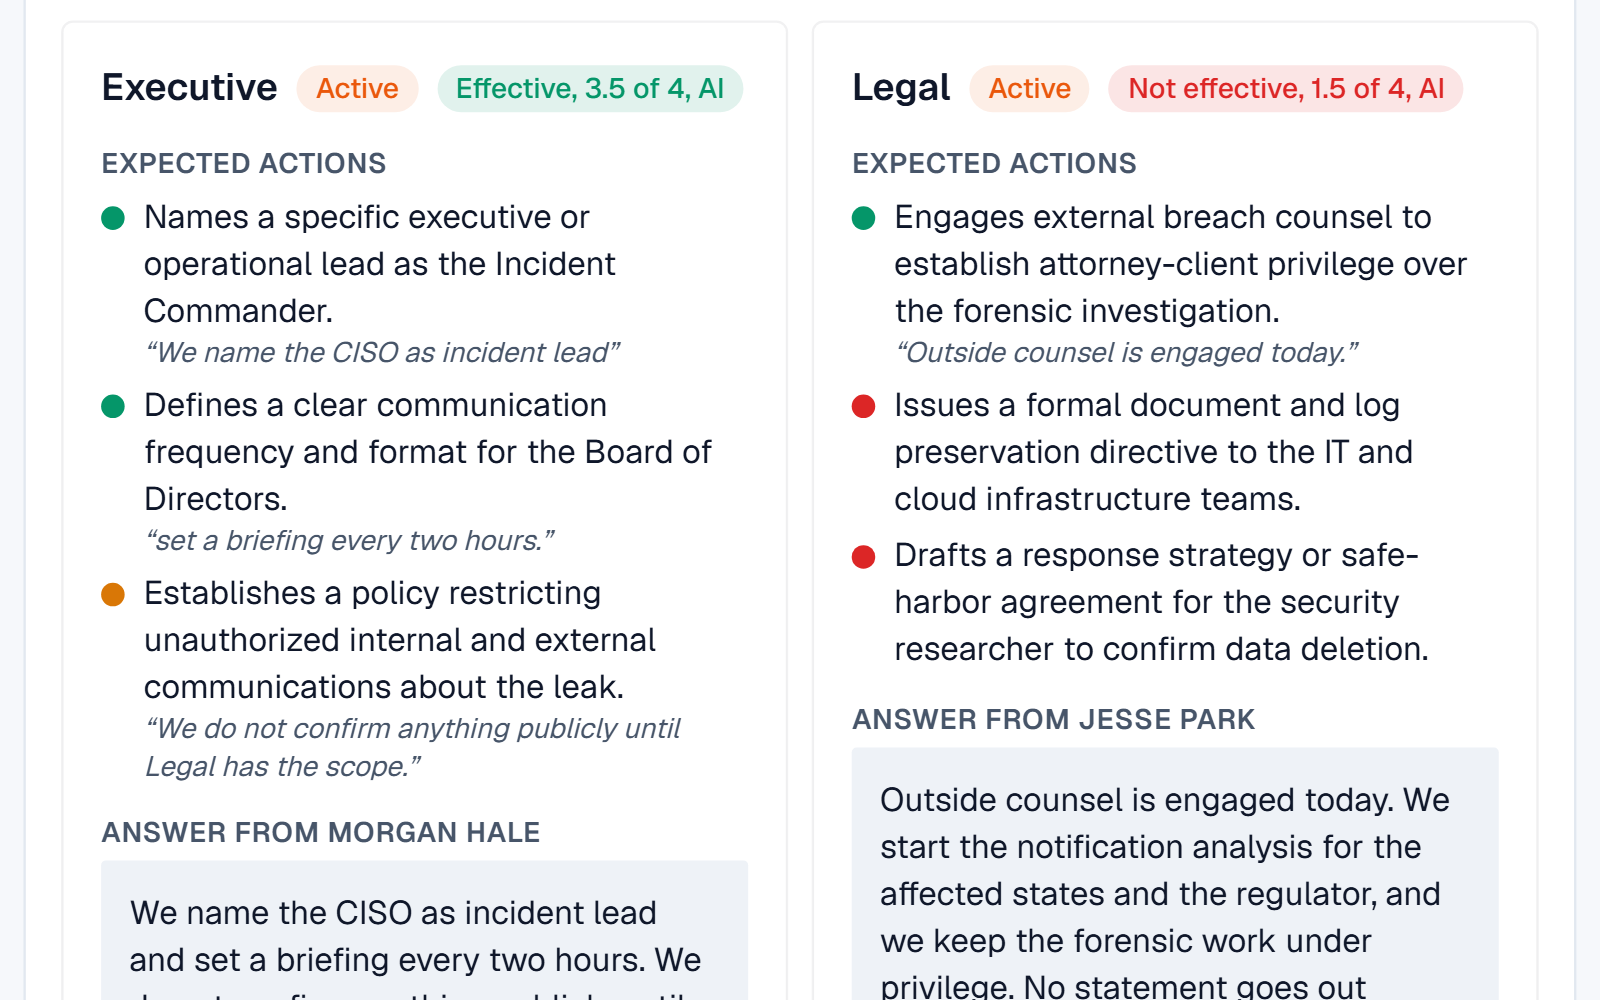 Executive Active Effective, 3.5 of 4, AI
EXPECTED ACTIONS
Names a specific executive or
operational lead as the Incident
Commander.
“We name the CISO as incident lead”
Defines a clear communication
frequency and format for the Board of
Directors.
“set a briefing every two hours.”
Establishes a policy restricting
unauthorized internal and external
communications about the leak.
“We do not confirm anything publicly until
Legal has the scope.”
ANSWER FROM MORGAN HALE
We name the CISO as incident lead
and set a briefing every two hours. We
Legal Active Not effective, 1.5 of 4, AI
EXPECTED ACTIONS
Engages external breach counsel to
establish attorney-client privilege over
the forensic investigation.
“Outside counsel is engaged today.”
Issues a formal document and log
preservation directive to the IT and
cloud infrastructure teams.
Drafts a response strategy or safe-
harbor agreement for the security
researcher to confirm data deletion.
ANSWER FROM JESSE PARK
Outside counsel is engaged today. We
start the notification analysis for the
affected states and the regulator, and
we keep the forensic work under
privilege. No statement goes out